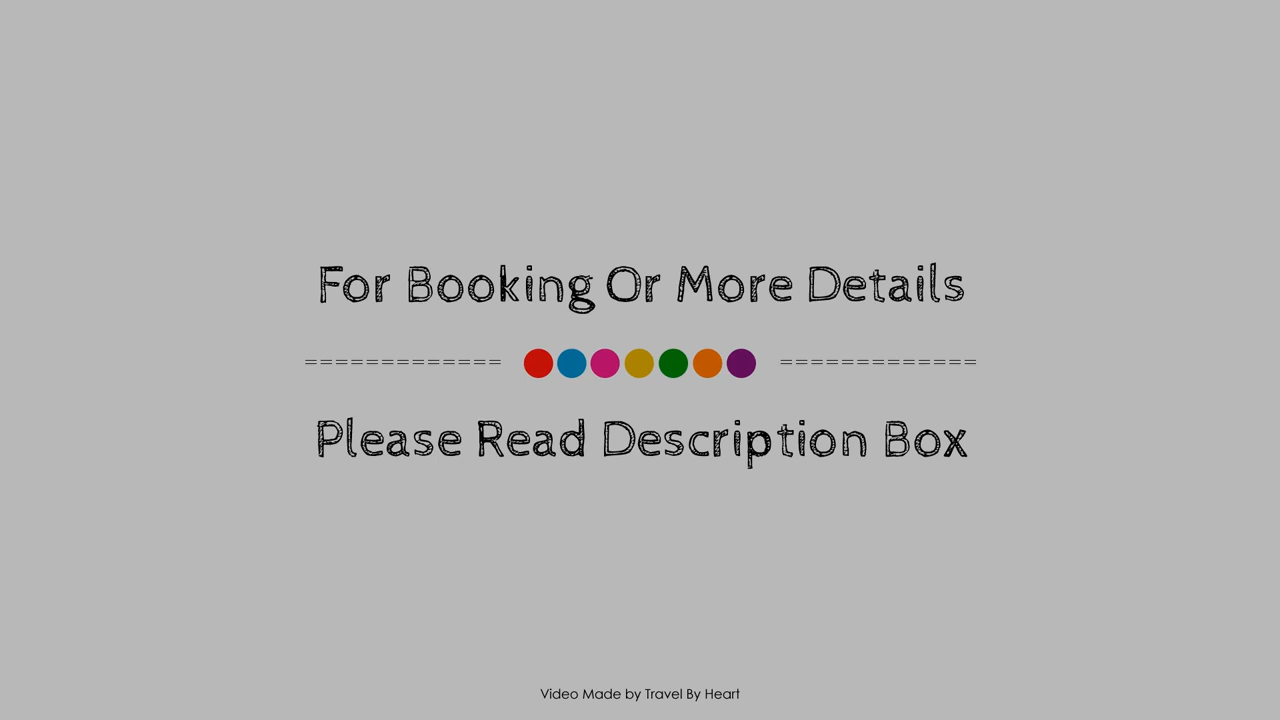 For Booking Or More Details
============= =============
Please Read Description Box
Video Made by Travel By Heart